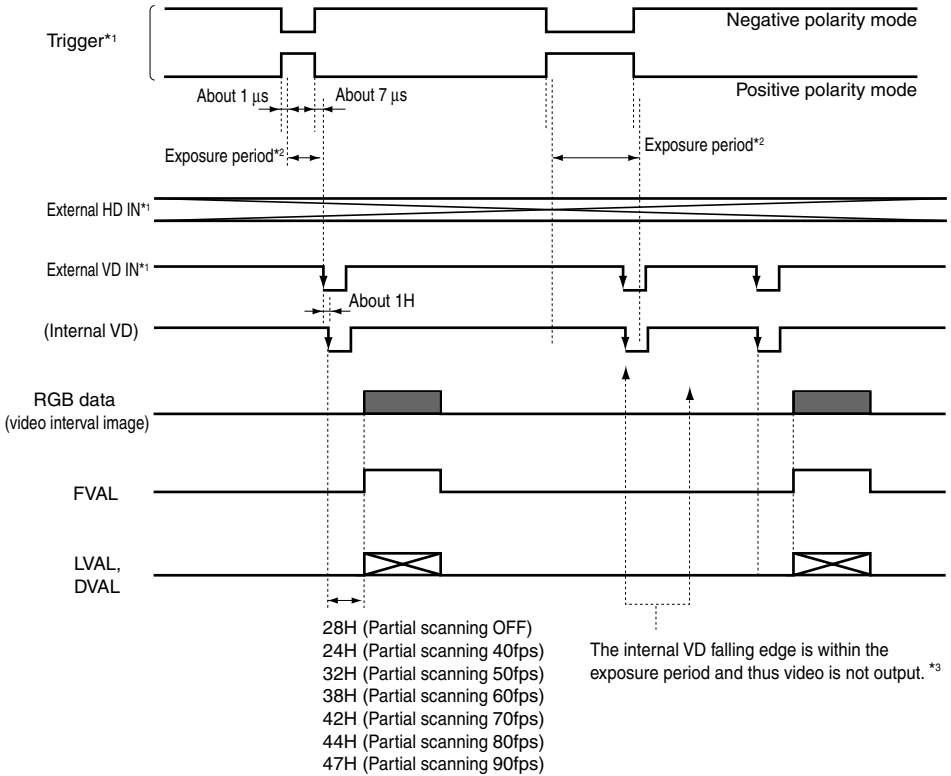 Negative polarity mode
Trigger*1
Positive polarity mode
About 1 μs
About 7 μs
Exposure period*2
Exposure period*2
External HD IN*1
External VD IN*1
About 1H
(Internal VD)
RGB data
(video interval image)
FVAL
LVAL,
DVAL
28H (Partial scanning OFF)
24H (Partial scanning 40fps)
32H (Partial scanning 50fps)
38H (Partial scanning 60fps)
42H (Partial scanning 70fps)
44H (Partial scanning 80fps)
47H (Partial scanning 90fps)
The internal VD falling edge is within the
exposure period and thus video is not output. *3